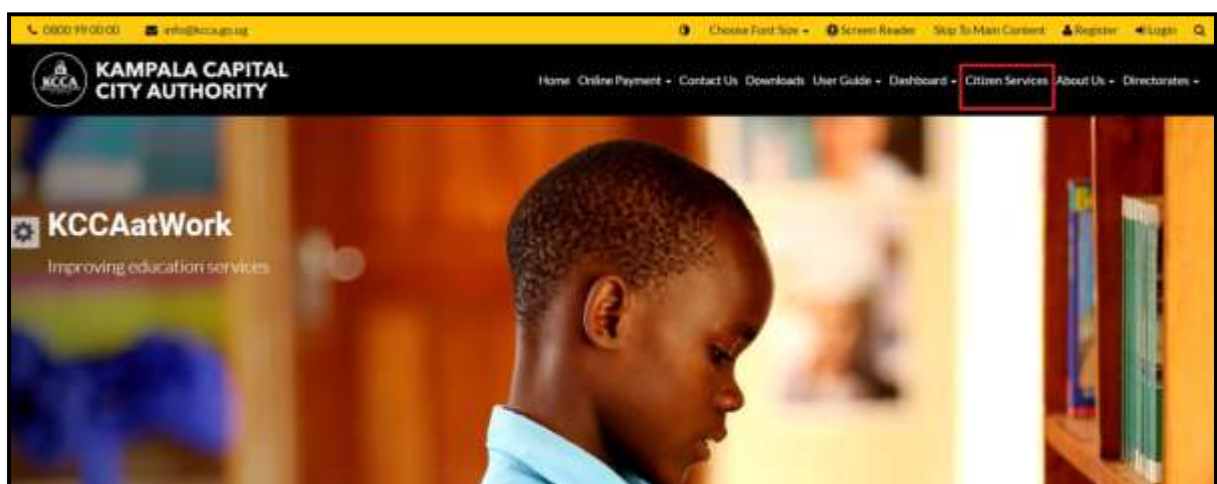 0800 99 00 00 info@kcca.go.ug Choose Font Size Screen Reader Skip To Main Content Register Login
KCCA
KAMPALA CAPITAL
CITY AUTHORITY
Home Online Payment Contact Us Downloads User Guide Dashboard Citizen Services About Us Directorates
KCCAatWork
Improving education services